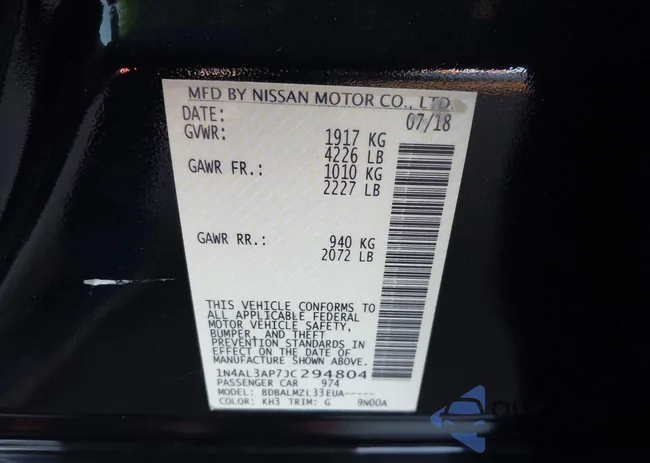 MFD BY NISSAN MOTOR CO., LTD.
DATE: 07/18
GVWR: 1917 KG
4226 LB
GAWR FR.: 1010 KG
2227 LB
GAWR RR.: 940 KG
2072 LB
THIS VEHICLE CONFORMS TO
ALL APPLICABLE FEDERAL
MOTOR VEHICLE SAFETY,
BUMPER, AND THEFT
PREVENTION STANDARDS IN
EFFECT ON THE DATE OF
MANUFACTURE SHOWN ABOVE.
1N4AL3AP7JC294804
PASSENGER CAR 974
MODEL: BDBALMZL33EUA-----
COLOR: KH3 TRIM: G 9N00A